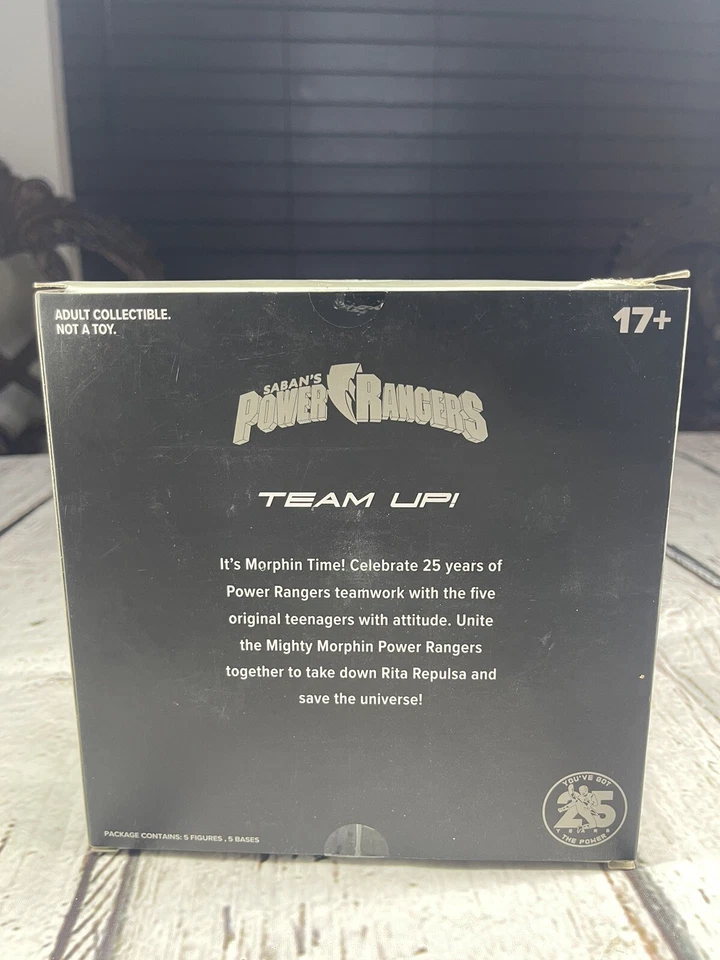 ADULT COLLECTIBLE.
NOT A TOY.
17+
SABAN'S
POWER RANGERS
TEAM UP!
It's Morphin Time! Celebrate 25 years of
Power Rangers teamwork with the five
original teenagers with attitude. Unite
the Mighty Morphin Power Rangers
together to take down Rita Repulsa and
save the universe!
PACKAGE CONTAINS: 5 FIGURES , 5 BASES
YOU'VE GOT
25
YEARS
THE POWER